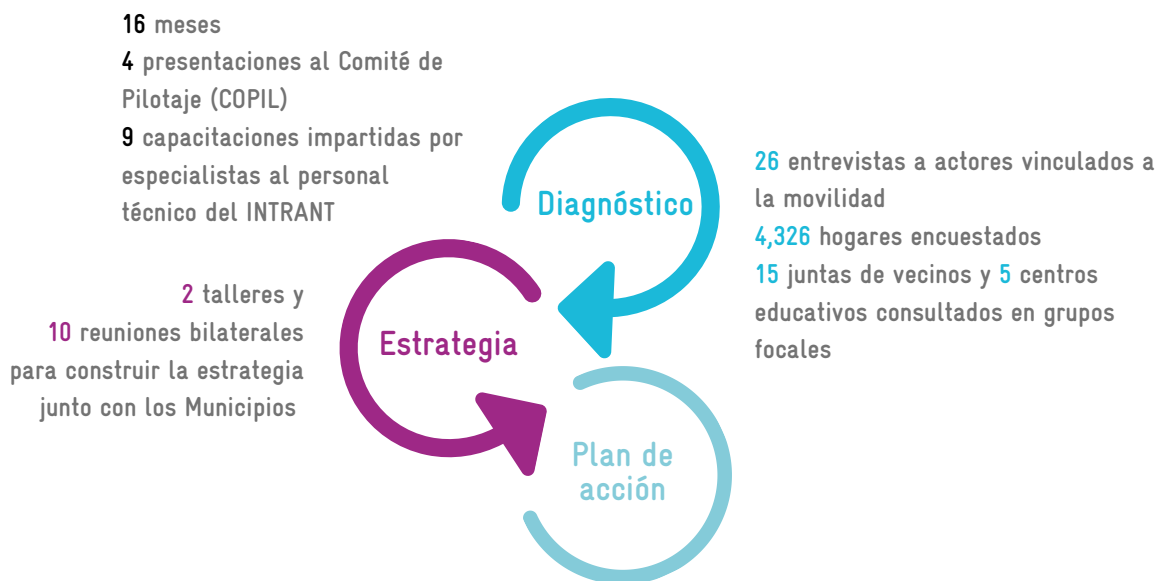 16 meses
4 presentaciones al Comité de
Pilotaje (COPIL)
9 capacitaciones impartidas por
especialistas al personal
técnico del INTRANT
Diagnóstico
26 entrevistas a actores vinculados a
la movilidad
4,326 hogares encuestados
15 juntas de vecinos y 5 centros
educativos consultados en grupos
focales
2 talleres y
10 reuniones bilaterales
para construir la estrategia
junto con los Municipios
Estrategia
Plan de
acción